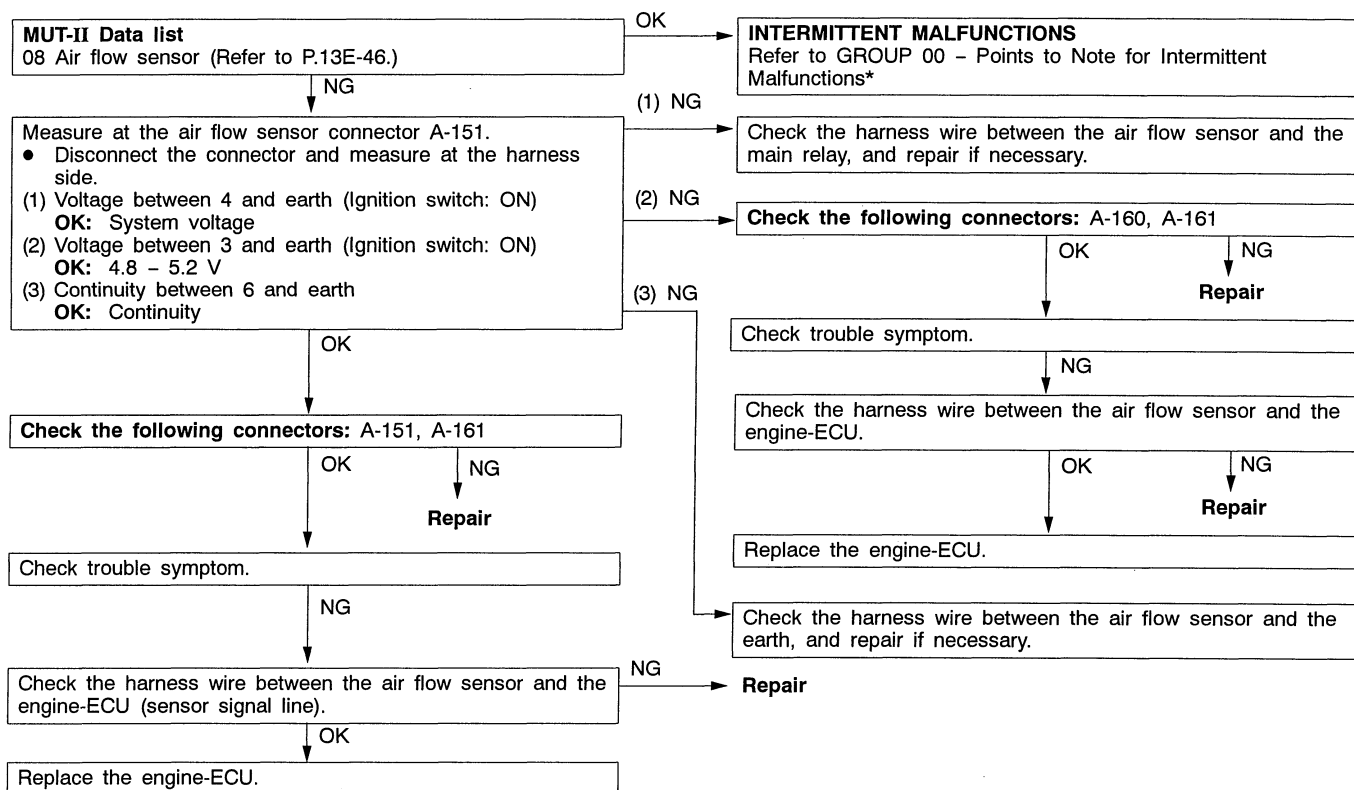 MUT-II Data list
08 Air flow sensor (Refer to P.13E-46.)
OK
INTERMITTENT MALFUNCTIONS
Refer to GROUP 00 – Points to Note for Intermittent
Malfunctions*
NG
Measure at the air flow sensor connector A-151.
● Disconnect the connector and measure at the harness
side.
(1) Voltage between 4 and earth (Ignition switch: ON)
OK: System voltage
(2) Voltage between 3 and earth (Ignition switch: ON)
OK: 4.8 – 5.2 V
(3) Continuity between 6 and earth
OK: Continuity
(1) NG
Check the harness wire between the air flow sensor and the
main relay, and repair if necessary.
(2) NG
Check the following connectors: A-160, A-161
OK
NG
Repair
Check trouble symptom.
NG
Check the harness wire between the air flow sensor and the
engine-ECU.
OK
NG
Repair
Replace the engine-ECU.
(3) NG
Check the harness wire between the air flow sensor and the
earth, and repair if necessary.
OK
Check the following connectors: A-151, A-161
OK
NG
Repair
Check trouble symptom.
NG
Check the harness wire between the air flow sensor and the
engine-ECU (sensor signal line).
NG
Repair
OK
Replace the engine-ECU.